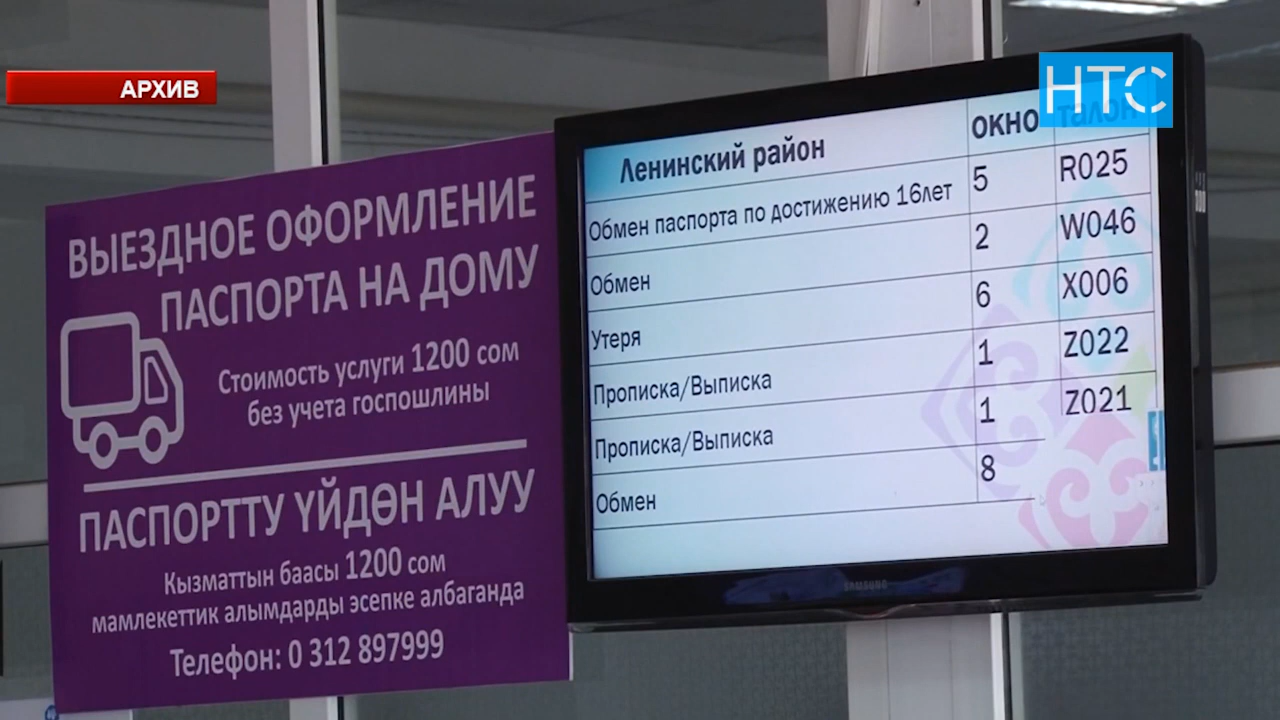 АРХИВ
НТС
ВЫЕЗДНОЕ ОФОРМЛЕНИЕ
ПАСПОРТА НА ДОМУ
Стоимость услуги 1200 сом
без учета госпошлины
ПАСПОРТТУ ҮЙДӨН АЛУУ
Кызматтын баасы 1200 сом
мамлекеттик алымдарды эсепке албаганда
Телефон: 0 312 897999
Ленинский район окно талон
Обмен паспорта по достижению 16лет 5 R025
Обмен 2 W046
Утеря 6 X006
Прописка/Выписка 1 Z022
Прописка/Выписка 1 Z021
Обмен 8
SAMSUNG